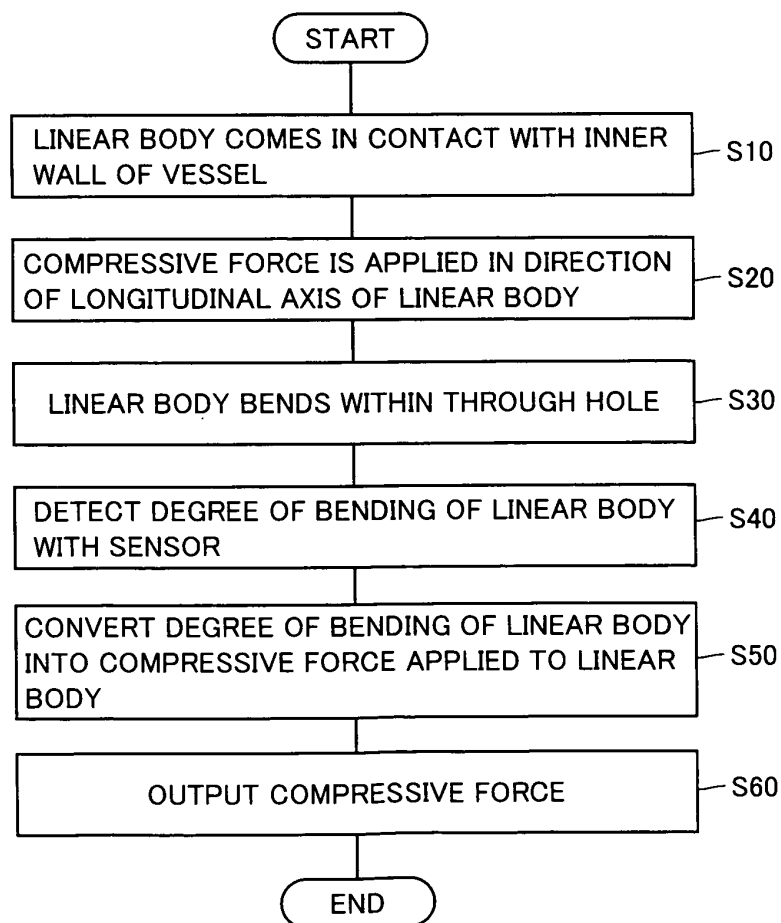 START
LINEAR BODY COMES IN CONTACT WITH INNER
WALL OF VESSEL
S10
COMPRESSIVE FORCE IS APPLIED IN DIRECTION
OF LONGITUDINAL AXIS OF LINEAR BODY
S20
LINEAR BODY BENDS WITHIN THROUGH HOLE
S30
DETECT DEGREE OF BENDING OF LINEAR BODY
WITH SENSOR
S40
CONVERT DEGREE OF BENDING OF LINEAR BODY
INTO COMPRESSIVE FORCE APPLIED TO LINEAR
BODY
S50
OUTPUT COMPRESSIVE FORCE
S60
END